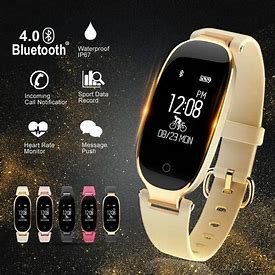 4.0
Bluetooth®
Waterproof
IP67
Incoming
Call Notification
Sport Data
Record
Heart Rate
Monitor
Message
Push
10:08
08/23 MON